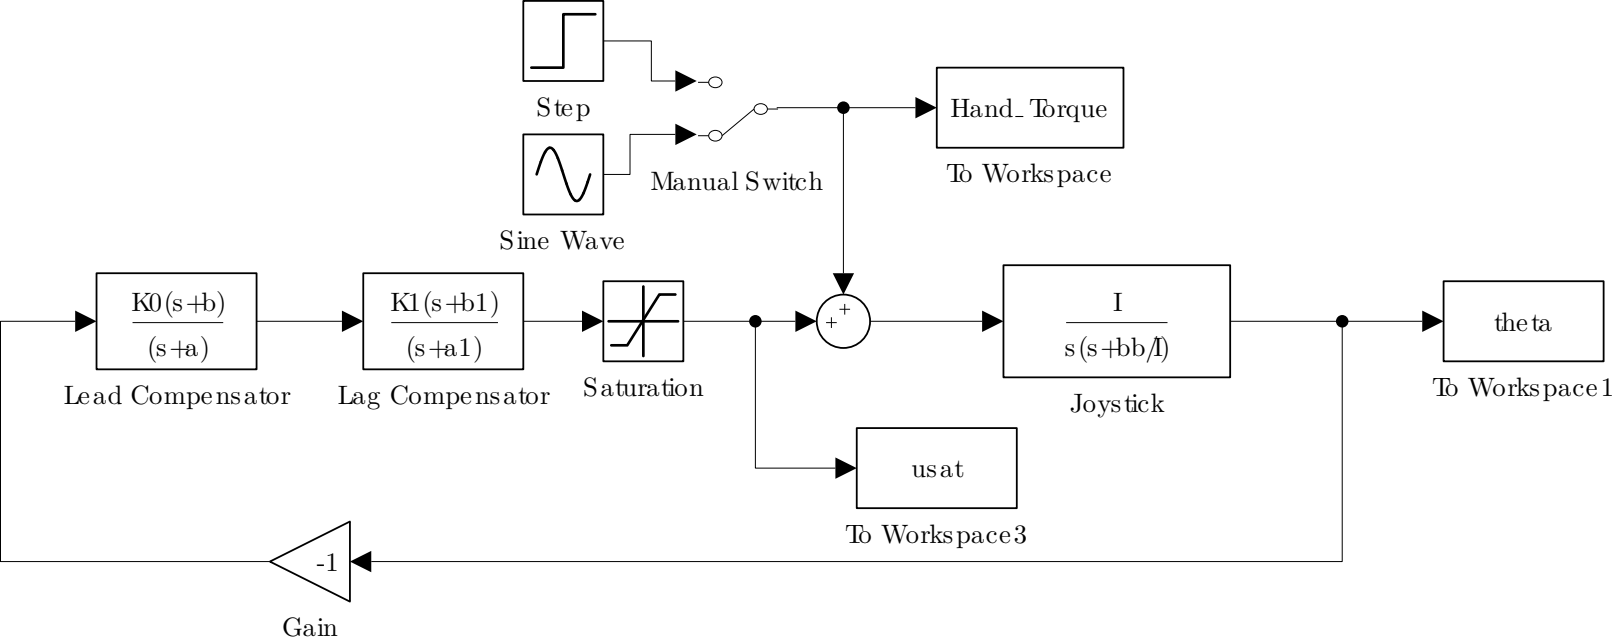 Step
Hand_Torque
To Workspace
Manual Switch
Sine Wave
K0(s+b)
(s+a)
Lead Compensator
K1(s+b1)
(s+a1)
Lag Compensator
Saturation
+
+
I
s(s+bb/I)
Joystick
theta
To Workspace1
usat
To Workspace3
-1
Gain